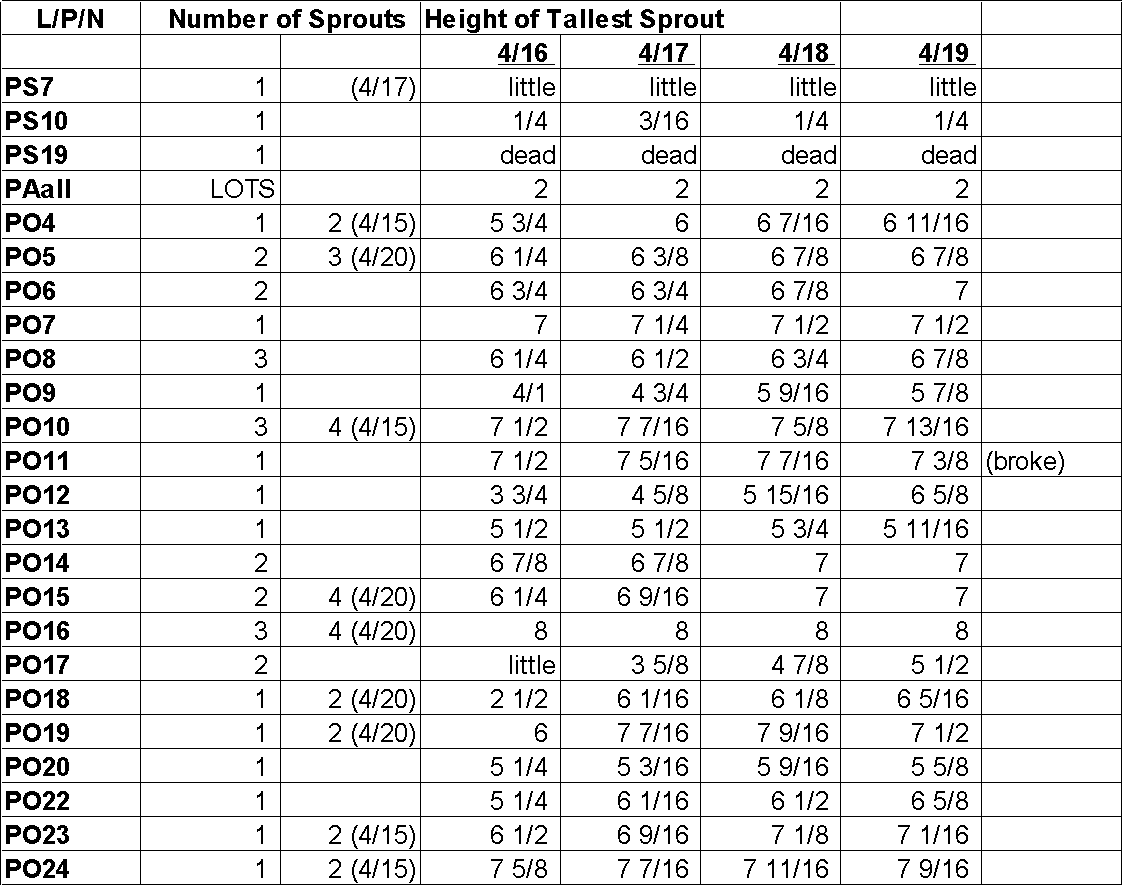 L/P/N Number of Sprouts Height of Tallest Sprout
4/16 4/17 4/18 4/19
PS7 1 (4/17) little little little little
PS10 1 1/4 3/16 1/4 1/4
PS19 1 dead dead dead dead
PAall LOTS 2 2 2 2
PO4 1 2 (4/15) 5 3/4 6 6 7/16 6 11/16
PO5 2 3 (4/20) 6 1/4 6 3/8 6 7/8 6 7/8
PO6 2 6 3/4 6 3/4 6 7/8 7
PO7 1 7 7 1/4 7 1/2 7 1/2
PO8 3 6 1/4 6 1/2 6 3/4 6 7/8
PO9 1 4/1 4 3/4 5 9/16 5 7/8
PO10 3 4 (4/15) 7 1/2 7 7/16 7 5/8 7 13/16
PO11 1 7 1/2 7 5/16 7 7/16 7 3/8 (broke)
PO12 1 3 3/4 4 5/8 5 15/16 6 5/8
PO13 1 5 1/2 5 1/2 5 3/4 5 11/16
PO14 2 6 7/8 6 7/8 7 7
PO15 2 4 (4/20) 6 1/4 6 9/16 7 7
PO16 3 4 (4/20) 8 8 8 8
PO17 2 little 3 5/8 4 7/8 5 1/2
PO18 1 2 (4/20) 2 1/2 6 1/16 6 1/8 6 5/16
PO19 1 2 (4/20) 6 7 7/16 7 9/16 7 1/2
PO20 1 5 1/4 5 3/16 5 9/16 5 5/8
PO22 1 5 1/4 6 1/16 6 1/2 6 5/8
PO23 1 2 (4/15) 6 1/2 6 9/16 7 1/8 7 1/16
PO24 1 2 (4/15) 7 5/8 7 7/16 7 11/16 7 9/16